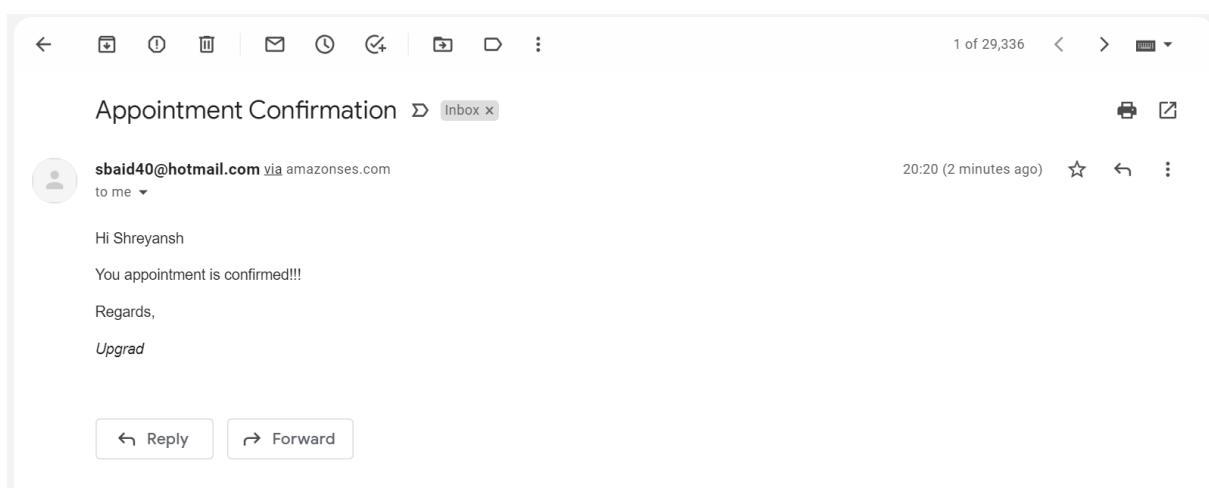 1 of 29,336
Appointment Confirmation Inbox x
sbaid40@hotmail.com via amazonses.com 20:20 (2 minutes ago)
to me
Hi Shreyansh
You appointment is confirmed!!!
Regards,
Upgrad
Reply Forward